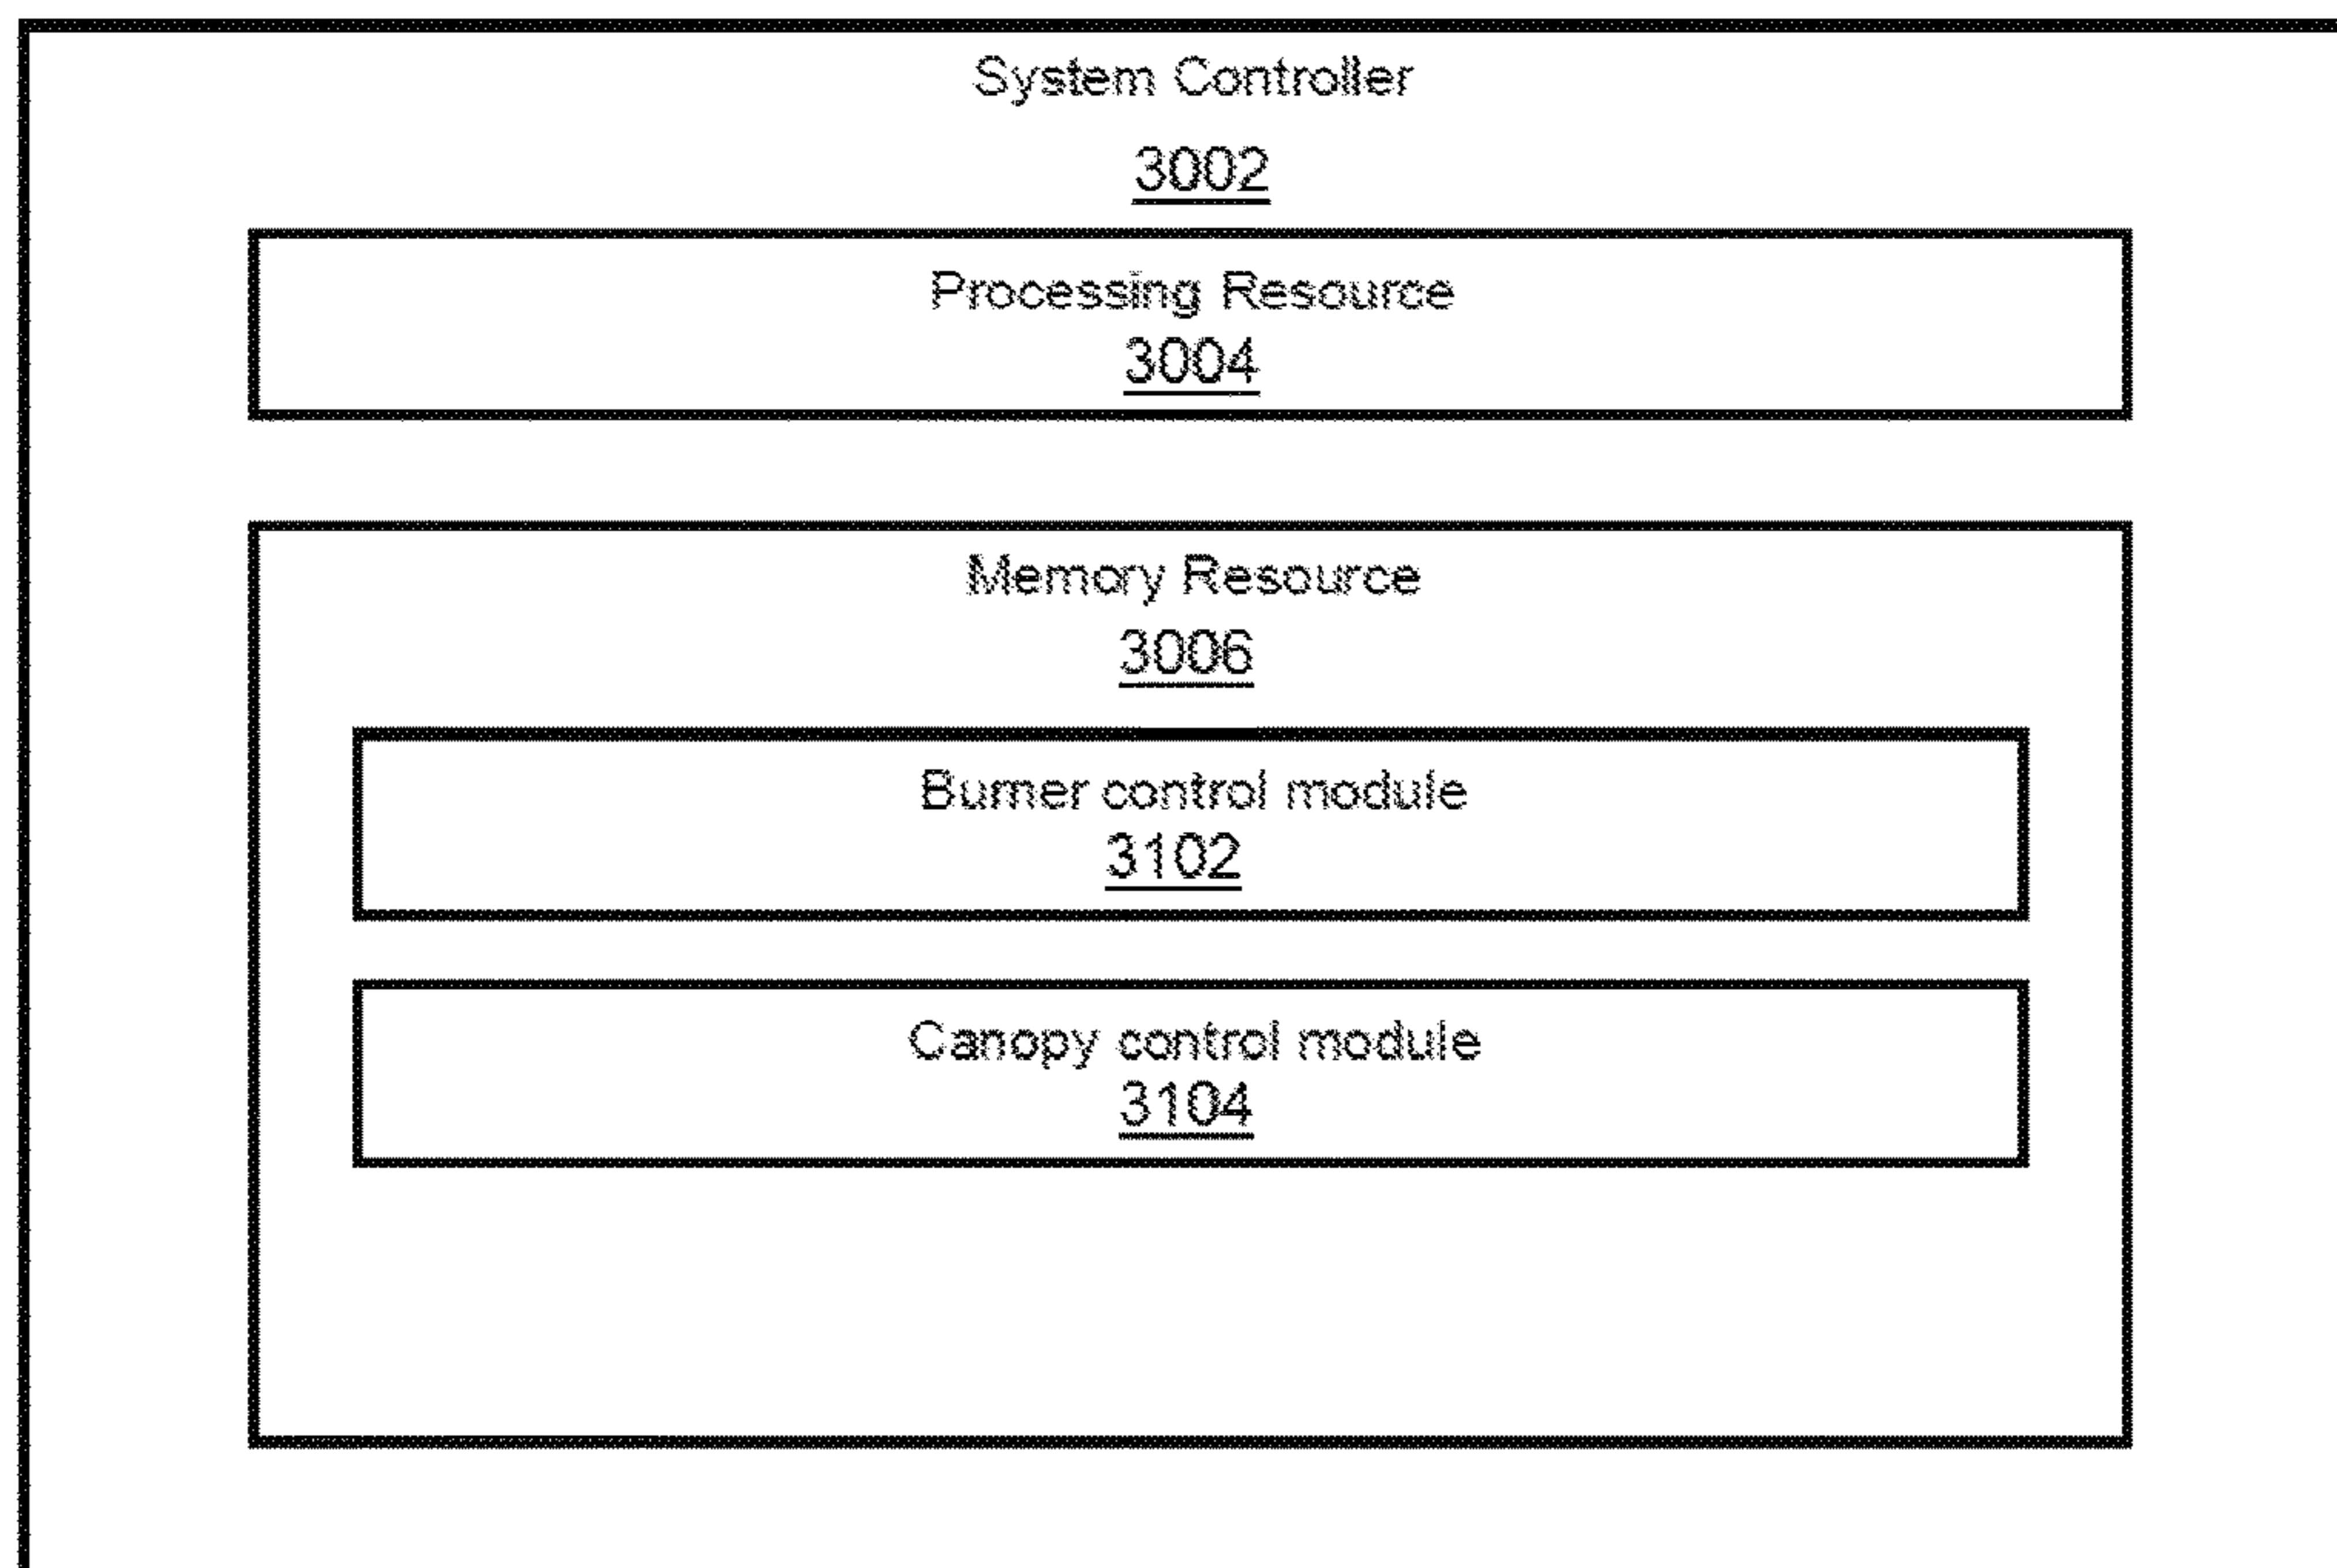 System Controller
3002
Processing Resource
3004
Memory Resource
3006
Burner control module
3102
Canopy control module
3104